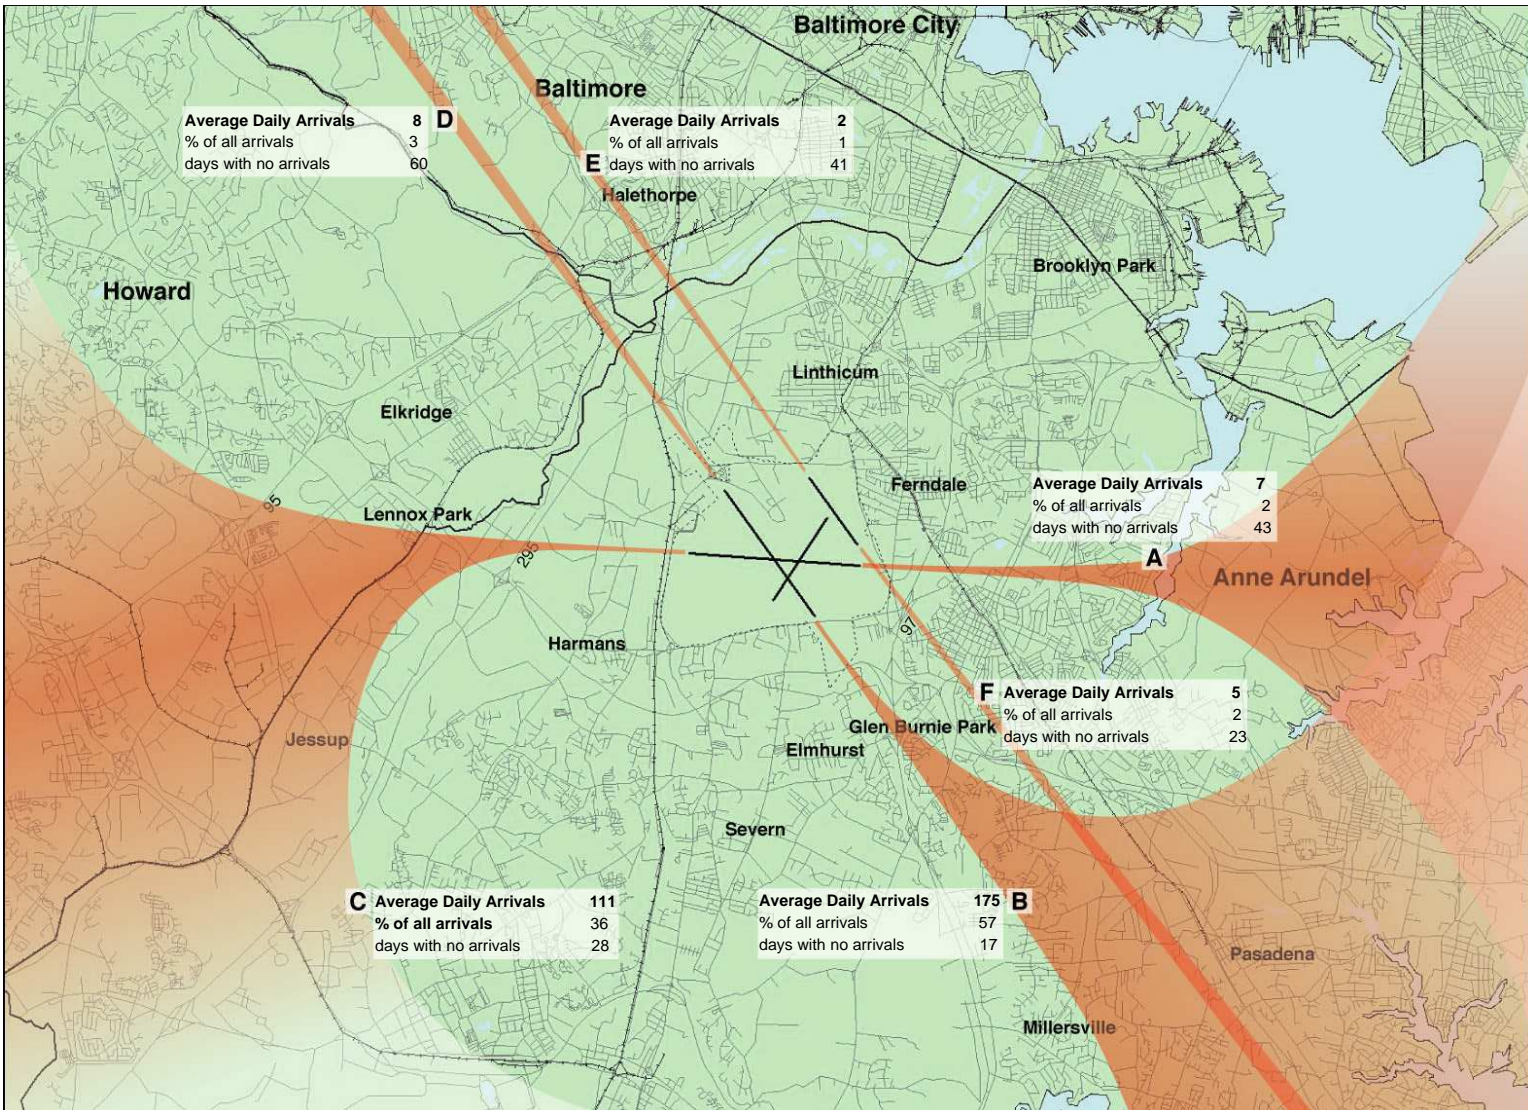 Baltimore City
Baltimore
Average Daily Arrivals 8
% of all arrivals 3
days with no arrivals 60
D
Average Daily Arrivals 2
% of all arrivals 1
days with no arrivals 41
E
Halethorpe
Brooklyn Park
Howard
Linthicum
Elkridge
Ferndale
95
Lennox Park
295
Average Daily Arrivals 7
% of all arrivals 2
days with no arrivals 43
A
Anne Arundel
97
Harmans
F
Average Daily Arrivals 5
% of all arrivals 2
days with no arrivals 23
Glen Burnie Park
Jessup
Elmhurst
Severn
C
Average Daily Arrivals 111
% of all arrivals 36
days with no arrivals 28
Average Daily Arrivals 175
% of all arrivals 57
days with no arrivals 17
B
Pasadena
Millersville